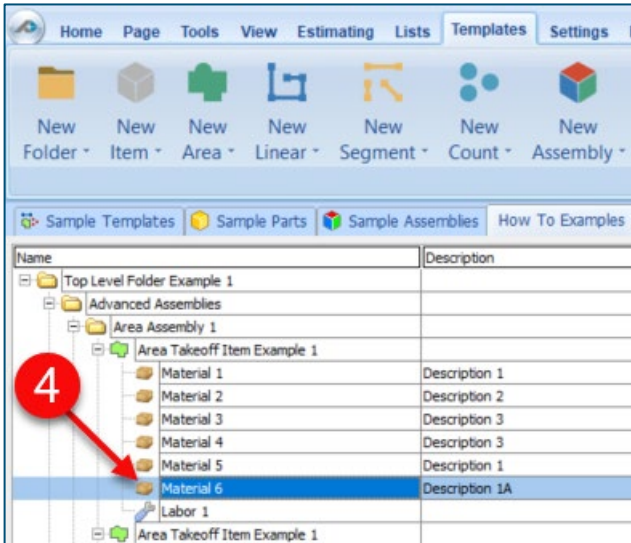 Home Page Tools View Estimating Lists Templates Settings
New Folder New Item New Area New Linear New Segment New Count New Assembly
Sample Templates Sample Parts Sample Assemblies How To Examples
Name Description
Top Level Folder Example 1
Advanced Assemblies
Area Assembly 1
Area Takeoff Item Example 1
Material 1 Description 1
Material 2 Description 2
Material 3 Description 3
Material 4 Description 3
Material 5 Description 1
4
Material 6 Description 1A
Labor 1
Area Takeoff Item Example 1